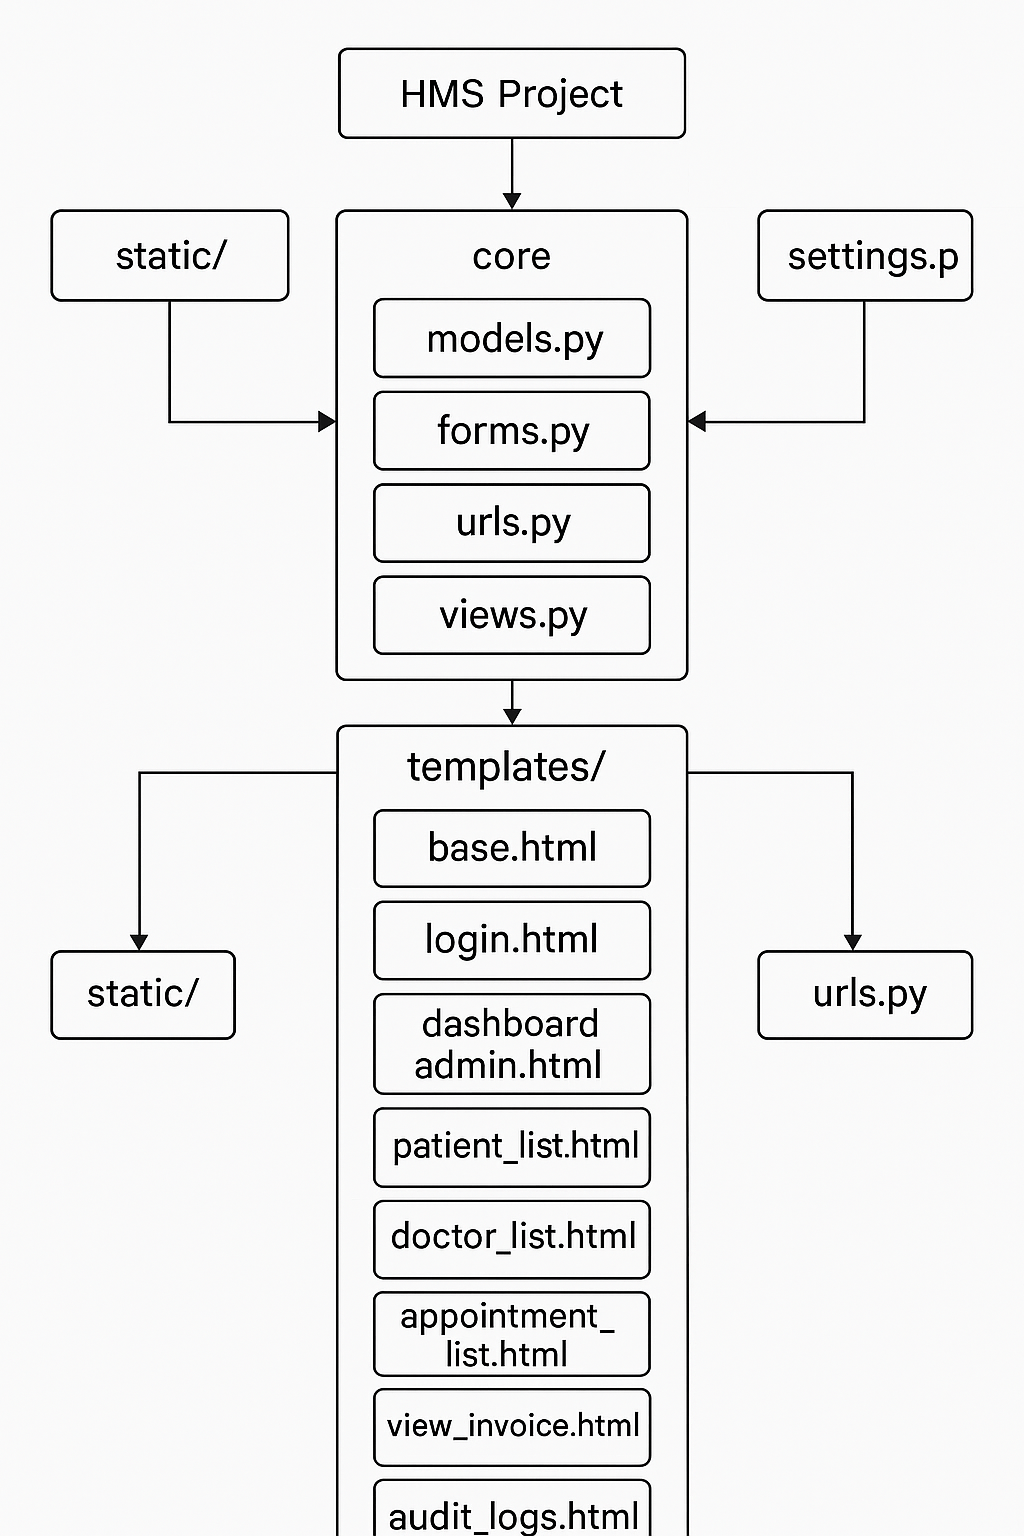 HMS Project
static/
core
settings.p
models.py
forms.py
urls.py
views.py
templates/
base.html
login.html
static/
urls.py
dashboard
admin.html
patient_list.html
doctor_list.html
appointment_
list.html
view_invoice.html
audit_logs.html